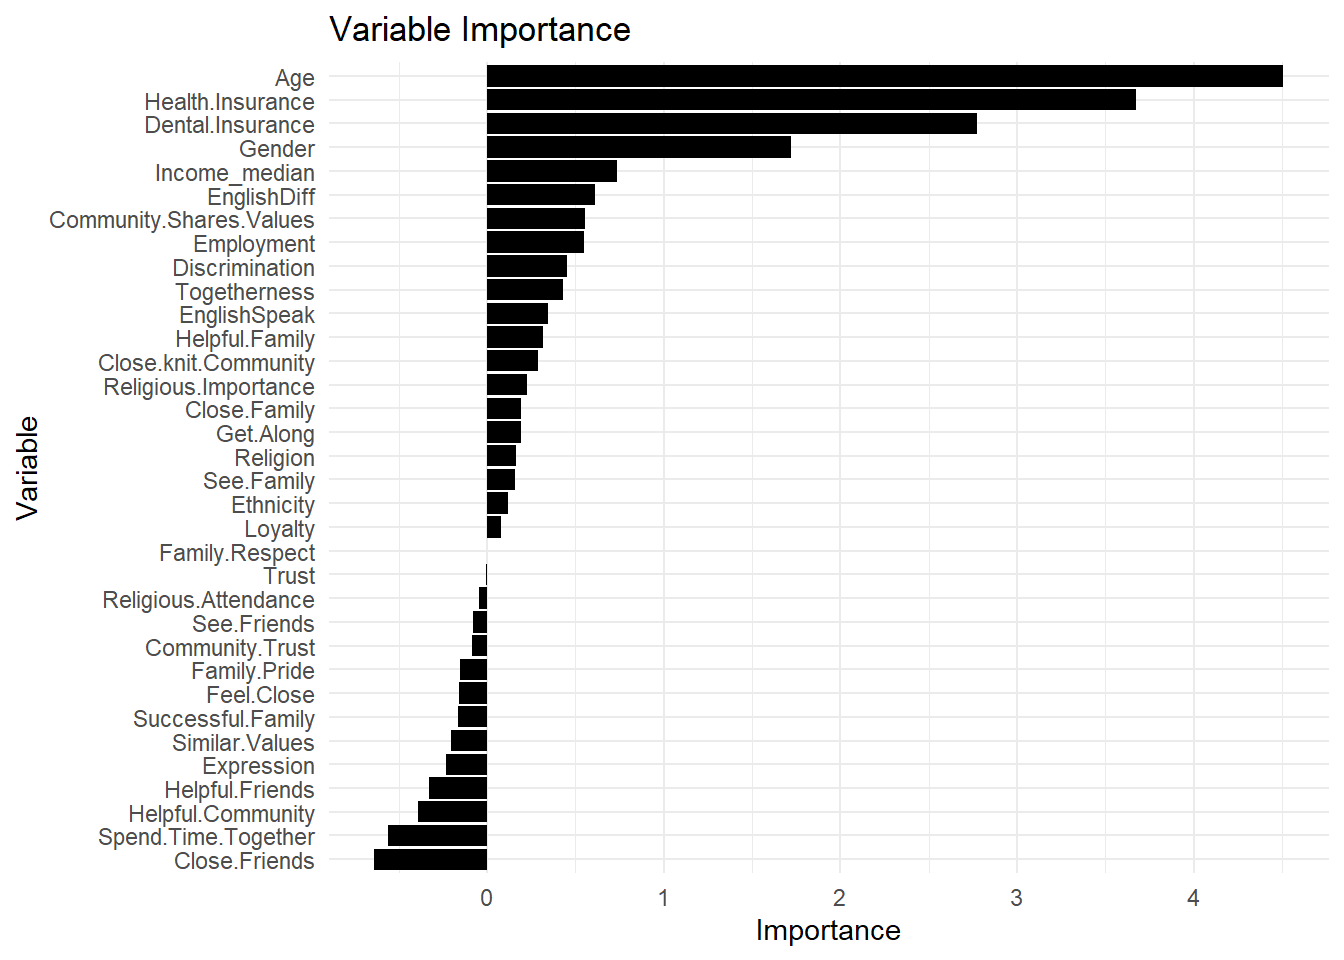 Variable Importance
Age
Health.Insurance
Dental.Insurance
Gender
Income_median
EnglishDiff
Community.Shares.Values
Employment
Discrimination
Togetherness
EnglishSpeak
Helpful.Family
Close.knit.Community
Religious.Importance
Close.Family
Get.Along
Religion
See.Family
Ethnicity
Loyalty
Family.Respect
Trust
Religious.Attendance
See.Friends
Community.Trust
Family.Pride
Feel.Close
Successful.Family
Similar.Values
Expression
Helpful.Friends
Helpful.Community
Spend.Time.Together
Close.Friends
Variable
0 1 2 3 4
Importance